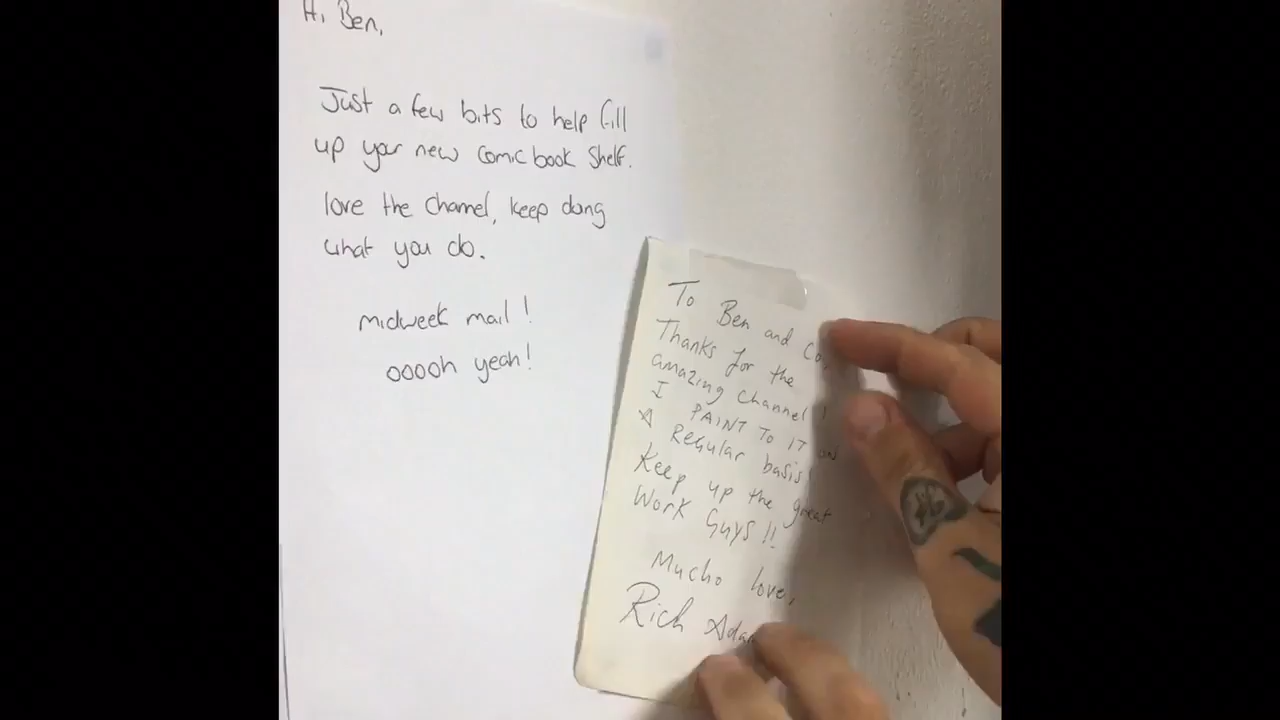 Hi Ben,
Just a few bits to help fill
up your new comic book shelf.
love the channel, keep doing
what you do.
midweek mail!
ooooh yeah!
To Ben and Co,
Thanks for the
amazing channel!
I PAINT TO IT on
A Regular basis
Keep up the great
Work Guys!!
Mucho love,
Rich